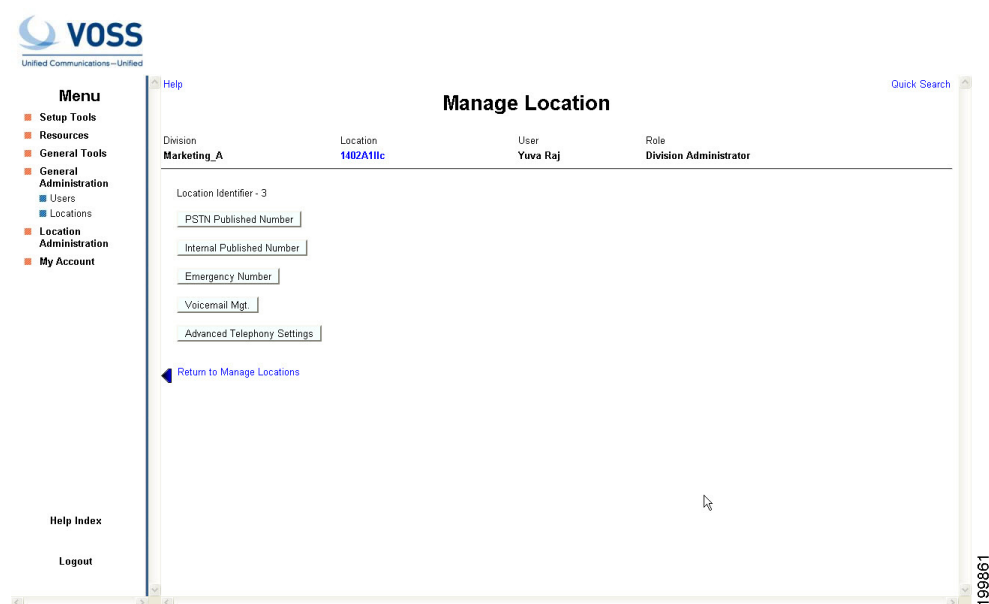 VOSS
Unified Communications—Unified
Menu
Setup Tools
Resources
General Tools
General
Administration
Users
Locations
Location
Administration
My Account
Help Index
Logout
Help
Quick Search
Manage Location
Division Location User Role
Marketing_A 1402A1llc Yuva Raj Division Administrator
Location Identifier - 3
PSTN Published Number
Internal Published Number
Emergency Number
Voicemail Mgt.
Advanced Telephony Settings
Return to Manage Locations
199861